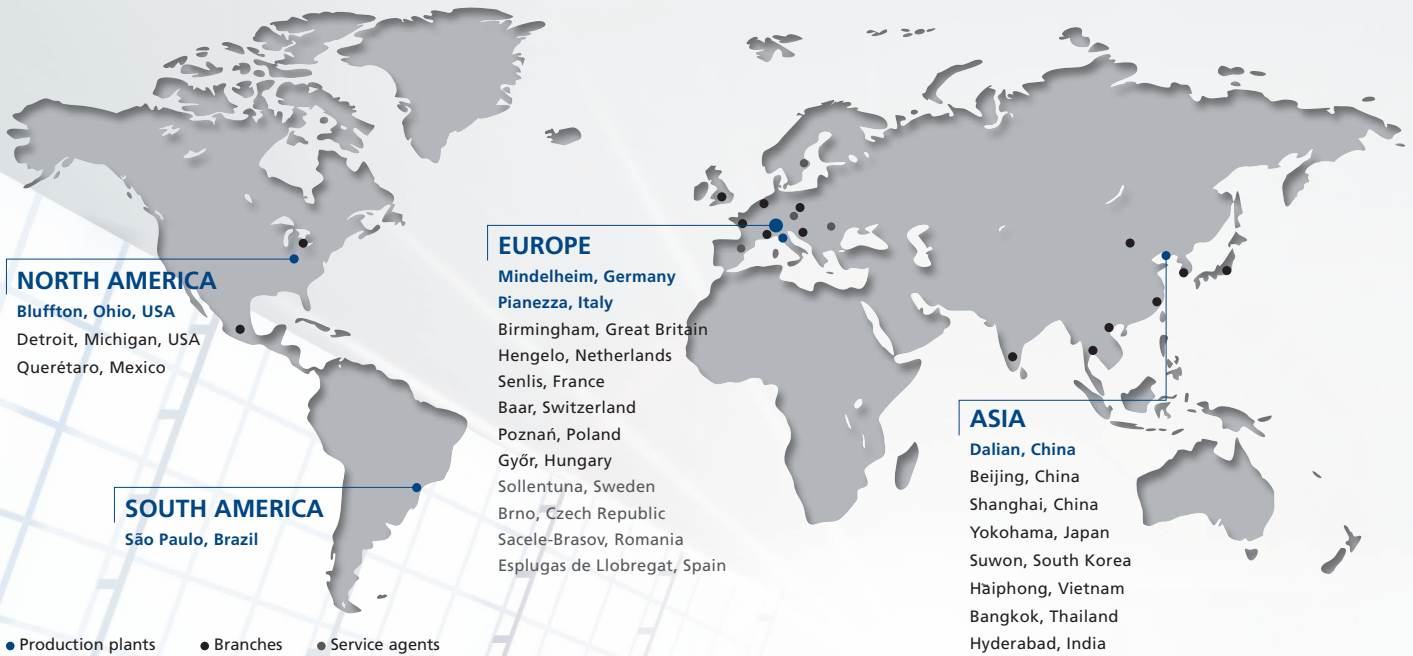 NORTH AMERICA
Bluffton, Ohio, USA
Detroit, Michigan, USA
Querétaro, Mexico
SOUTH AMERICA
São Paulo, Brazil
EUROPE
Mindelheim, Germany
Pianezza, Italy
Birmingham, Great Britain
Hengelo, Netherlands
Senlis, France
Baar, Switzerland
Poznań, Poland
Győr, Hungary
Sollentuna, Sweden
Brno, Czech Republic
Sacele-Brasov, Romania
Esplugas de Llobregat, Spain
ASIA
Dalian, China
Beijing, China
Shanghai, China
Yokohama, Japan
Suwon, South Korea
Haiphong, Vietnam
Bangkok, Thailand
Hyderabad, India
Production plants Branches Service agents